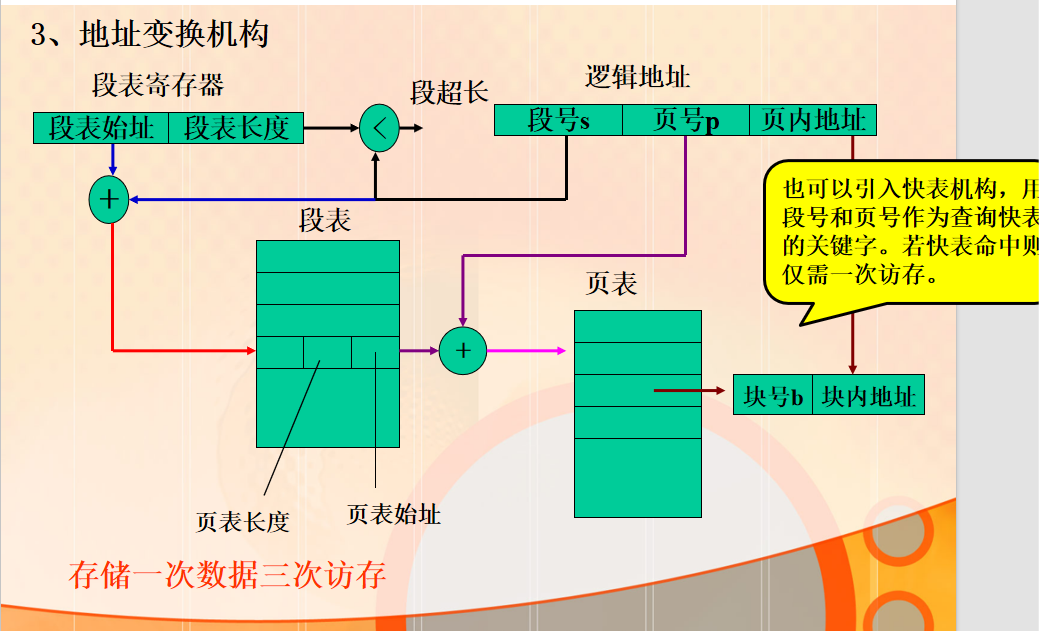 3、地址变换机构
段表寄存器
逻辑地址
段超长
段表始址 段表长度
<
段号s 页号p 页内地址
+
也可以引入快表机构，用
段号和页号作为查询快表
的关键字。若快表命中则
仅需一次访存。
段表
页表
+
块号b 块内地址
页表长度
页表始址
存储一次数据三次访存